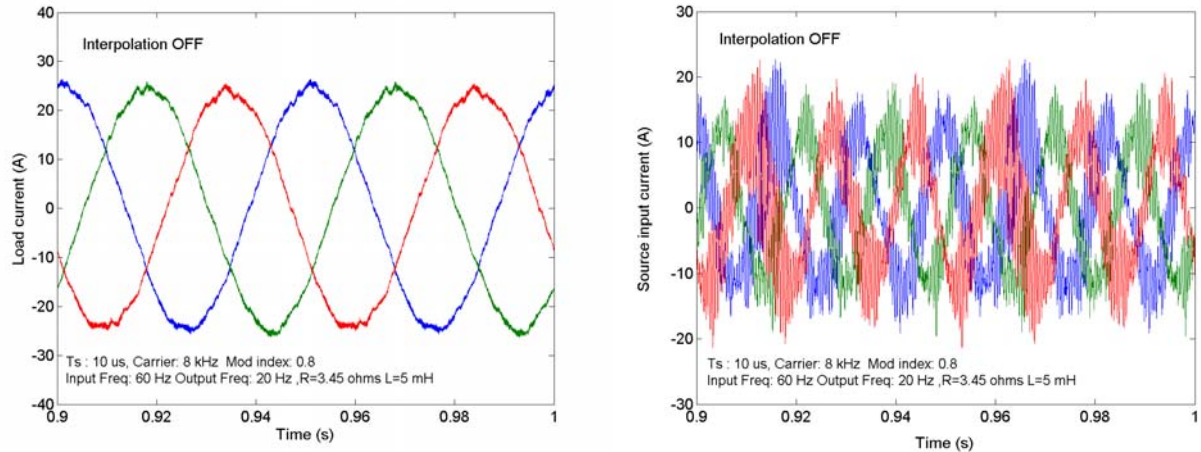 40
30
20
10
0
-10
-20
-30
-40
Load current (A)
Interpolation OFF
Ts : 10 us, Carrier: 8 kHz Mod index: 0.8
Input Freq: 60 Hz Output Freq: 20 Hz ,R=3.45 ohms L=5 mH
0.9
0.92
0.94
0.96
0.98
1
Time (s)
30
20
10
0
-10
-20
-30
Source input current (A)
Interpolation OFF
Ts : 10 us, Carrier: 8 kHz Mod index: 0.8
Input Freq: 60 Hz Output Freq: 20 Hz ,R=3.45 ohms L=5 mH
0.9
0.92
0.94
0.96
0.98
1
Time (s)